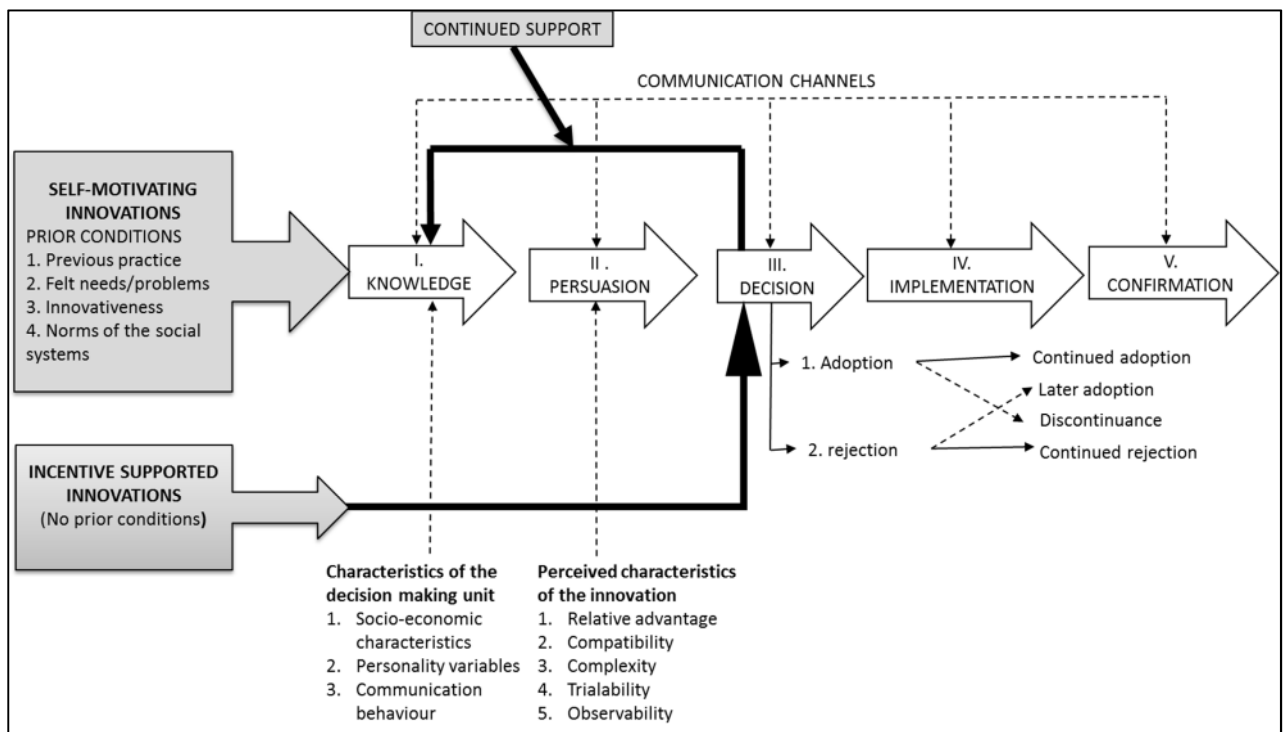 CONTINUED SUPPORT
COMMUNICATION CHANNELS
SELF-MOTIVATING
INNOVATIONS
PRIOR CONDITIONS
1. Previous practice
2. Felt needs/problems
3. Innovativeness
4. Norms of the social
systems
I.
KNOWLEDGE
II .
PERSUASION
III.
DECISION
IV.
IMPLEMENTATION
V.
CONFIRMATION
1. Adoption
2. rejection
Continued adoption
Later adoption
Discontinuance
Continued rejection
INCENTIVE SUPPORTED
INNOVATIONS
(No prior conditions)
Characteristics of the
decision making unit
1. Socio-economic
characteristics
2. Personality variables
3. Communication
behaviour
Perceived characteristics
of the innovation
1. Relative advantage
2. Compatibility
3. Complexity
4. Trialability
5. Observability